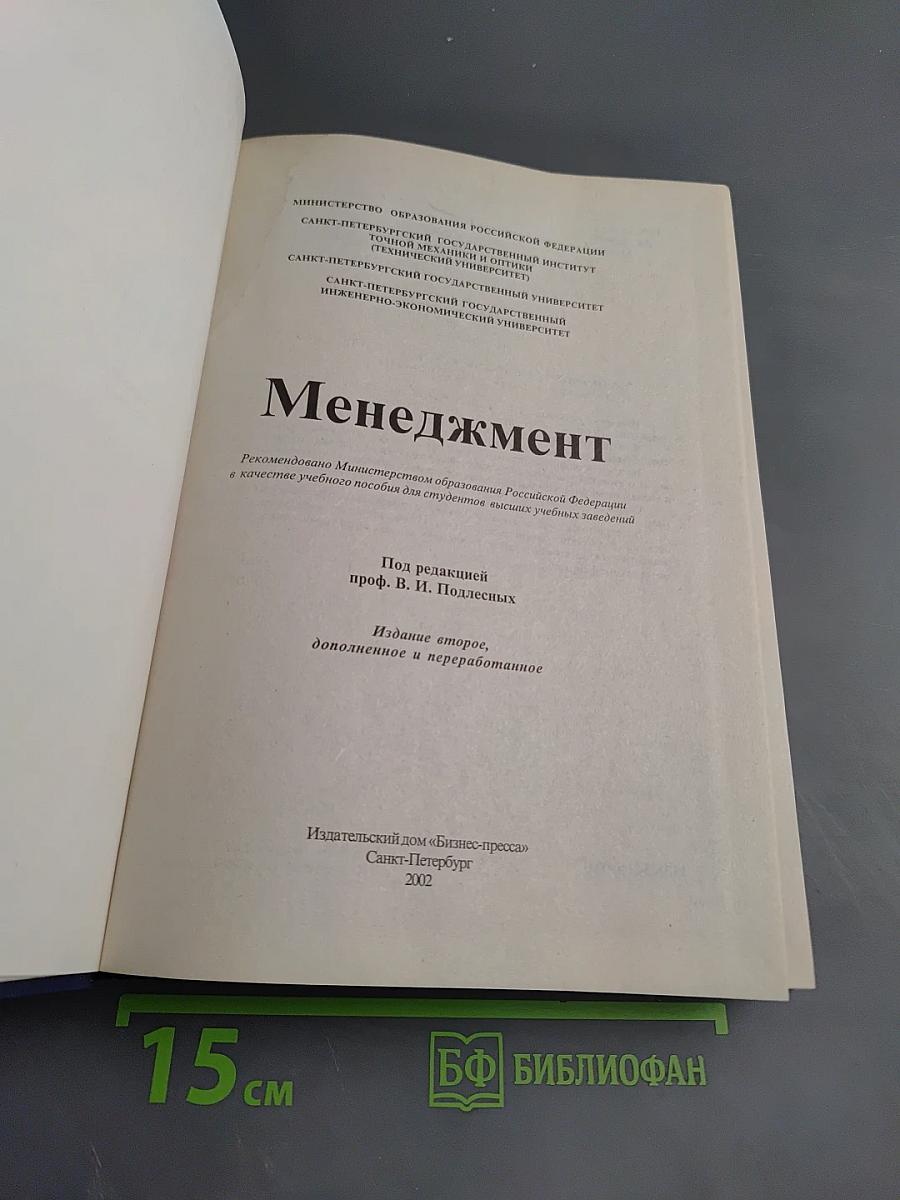 МИНИСТЕРСТВО ОБРАЗОВАНИЯ РОССИЙСКОЙ ФЕДЕРАЦИИ
САНКТ-ПЕТЕРБУРГСКИЙ ГОСУДАРСТВЕННЫЙ ИНСТИТУТ
ТОЧНОЙ МЕХАНИКИ И ОПТИКИ
(ТЕХНИЧЕСКИЙ УНИВЕРСИТЕТ)
САНКТ-ПЕТЕРБУРГСКИЙ ГОСУДАРСТВЕННЫЙ УНИВЕРСИТЕТ
САНКТ-ПЕТЕРБУРГСКИЙ ГОСУДАРСТВЕННЫЙ
ИНЖЕНЕРНО-ЭКОНОМИЧЕСКИЙ УНИВЕРСИТЕТ
Менеджмент
Рекомендовано Министерством образования Российской Федерации
в качестве учебного пособия для студентов высших учебных заведений
Под редакцией
проф. В. И. Подлесных
Издание второе,
дополненное и переработанное
Издательский дом «Бизнес-пресса»
Санкт-Петербург
2002
15 см
БФ БИБЛИОФАН